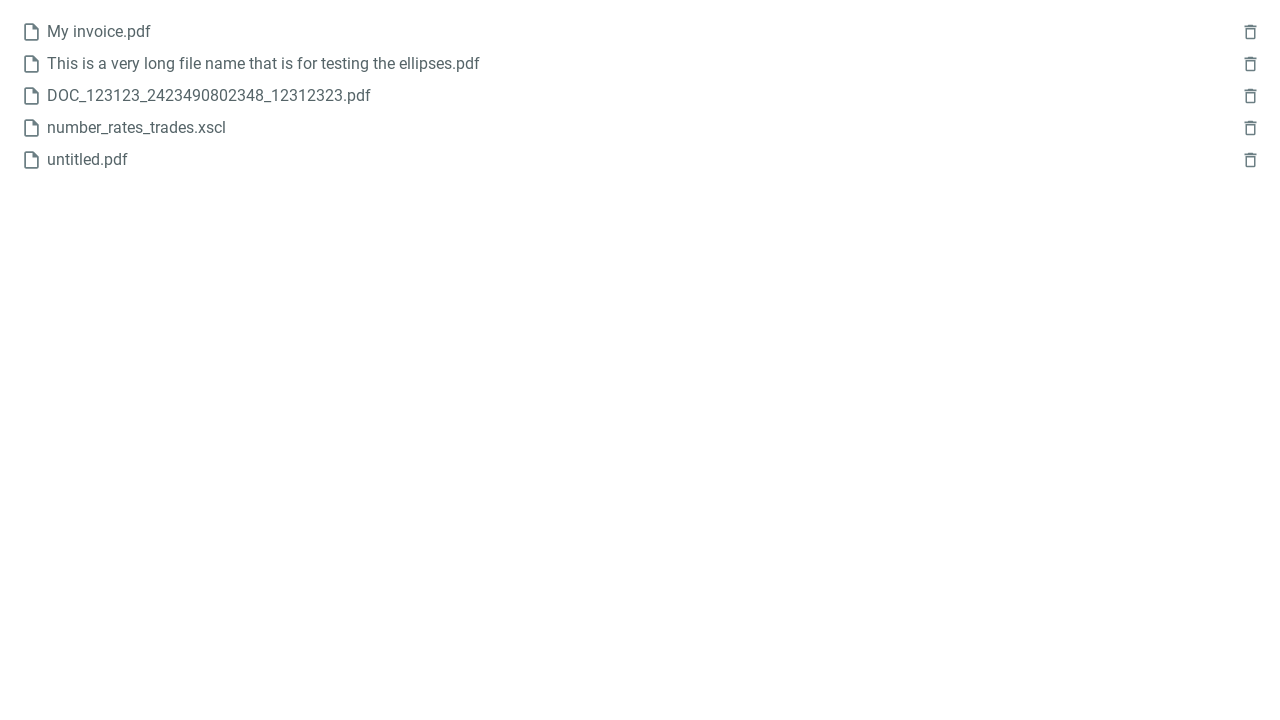 My invoice.pdf
This is a very long file name that is for testing the ellipses.pdf
DOC_123123_2423490802348_12312323.pdf
number_rates_trades.xscl
untitled.pdf